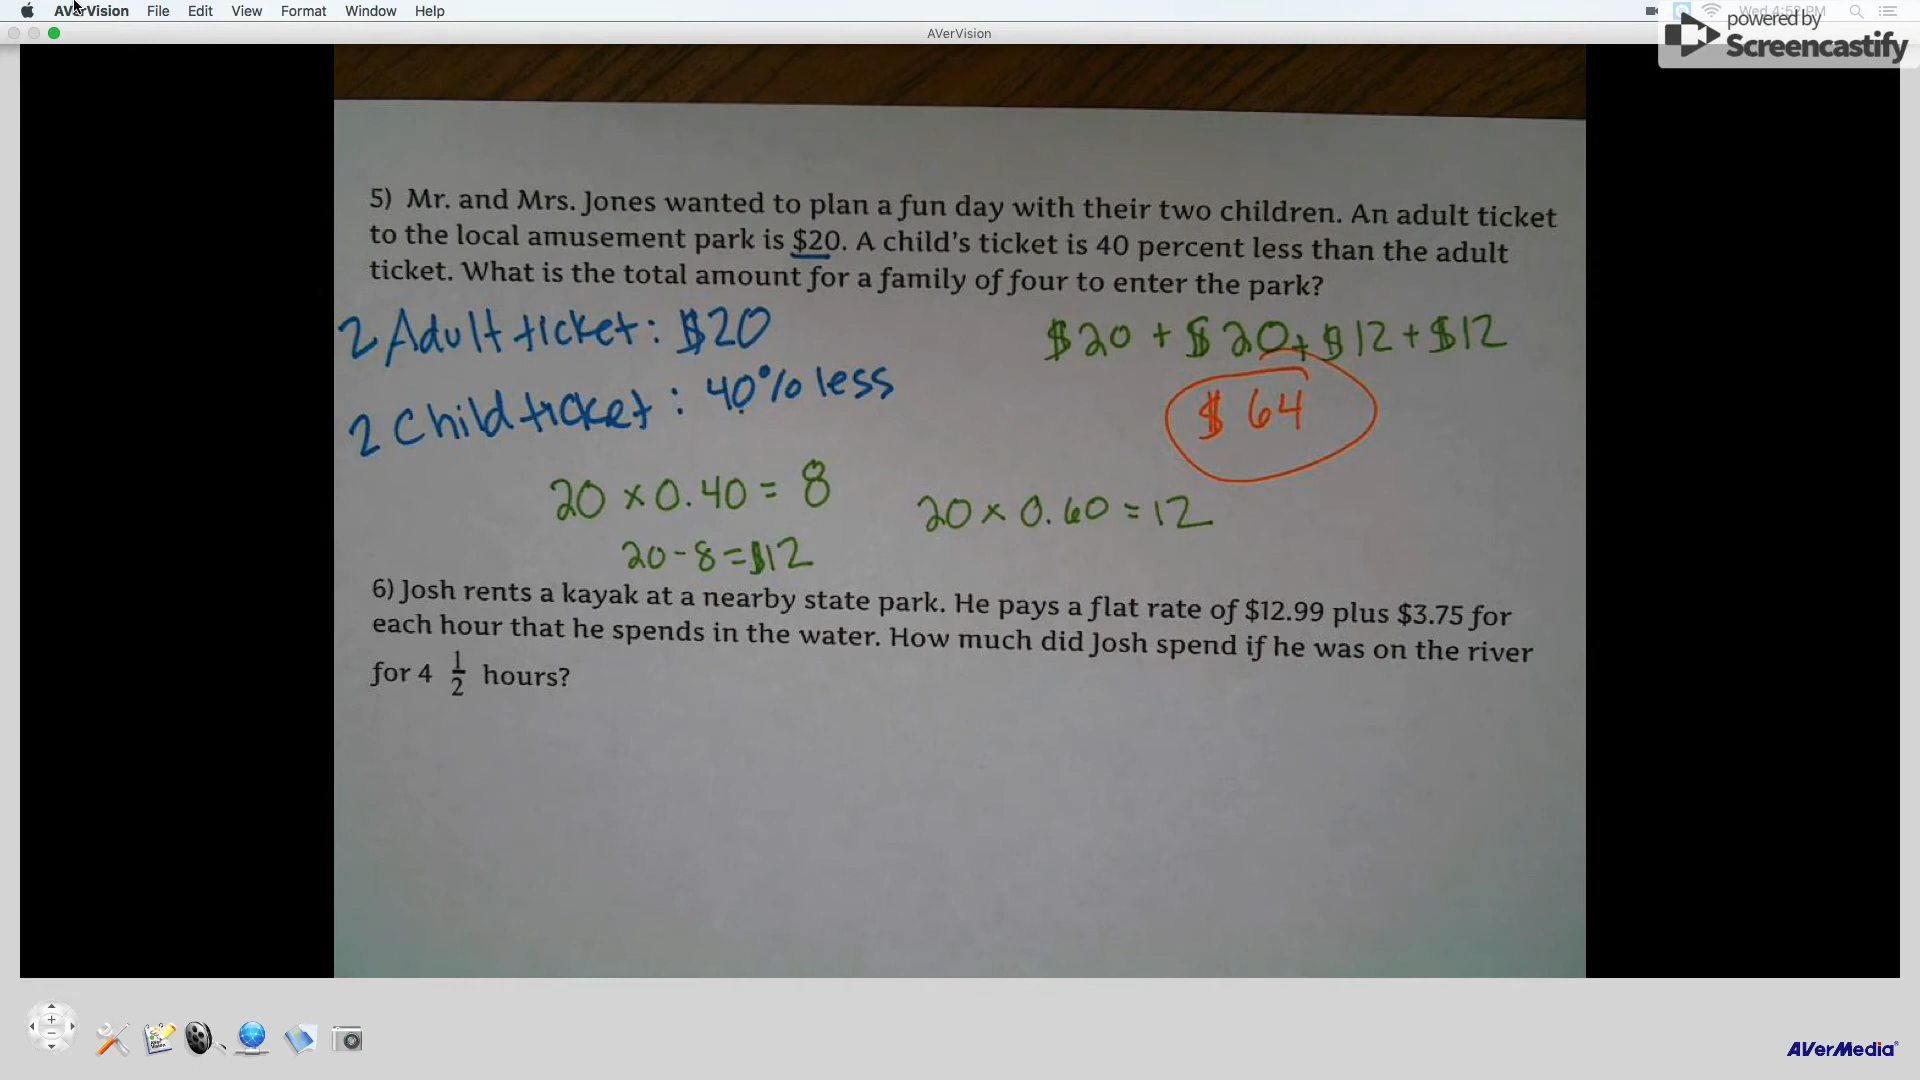 AVerVision File Edit View Format Window Help
AVerVision
powered by
Screencastify
5) Mr. and Mrs. Jones wanted to plan a fun day with their two children. An adult ticket
to the local amusement park is $20. A child's ticket is 40 percent less than the adult
ticket. What is the total amount for a family of four to enter the park?
2 Adult ticket: $20
$20 + $20 + $12 + $12
2 Child ticket: 40% less
$64
20 x 0.40 = 8
20 x 0.60 = 12
20 - 8 = $12
6) Josh rents a kayak at a nearby state park. He pays a flat rate of $12.99 plus $3.75 for
each hour that he spends in the water. How much did Josh spend if he was on the river
for 4 1/2 hours?
AVerMedia